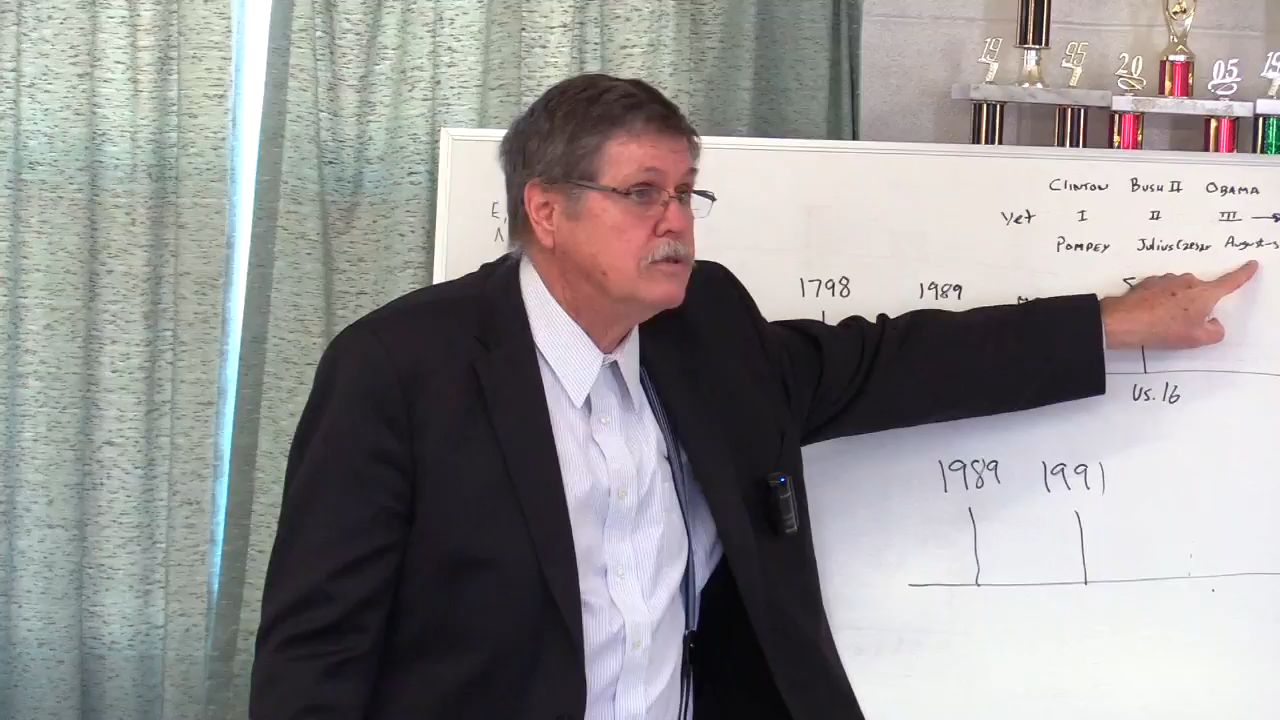 19 95 20 05 19
CLINTON BUSH II OBAMA
Yet I II III
POMPEY Julius Caesar Augustus
E,
1798 1989
Vs. 16
1989 1991